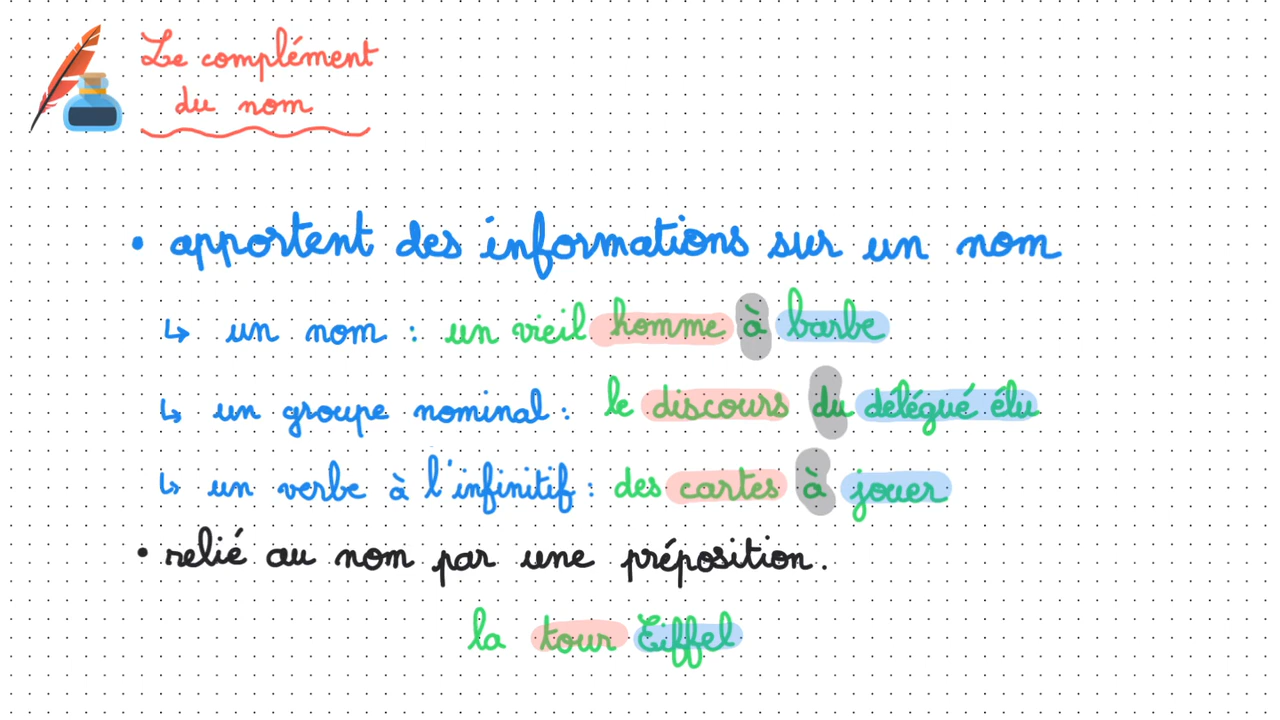 Le complément
du nom
• apportent des informations sur un nom
↳ un nom : un vieil homme à barbe
↳ un groupe nominal : le discours du délégué élu
↳ un verbe à l'infinitif : des cartes à jouer
• relié au nom par une préposition.
la tour Eiffel